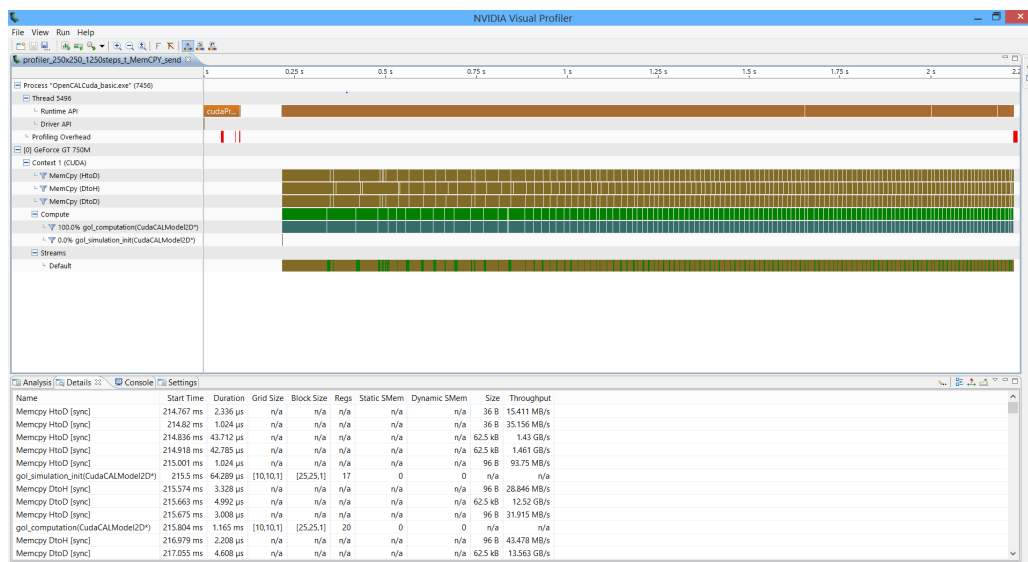 NVIDIA Visual Profiler
File View Run Help
profiler_250x250_1250steps_t_MemCPY_send
s 0.25 s 0.5 s 0.75 s 1 s 1.25 s 1.5 s 1.75 s 2 s 2.2
Process "OpenCALCuda_basic.exe" (7456)
Thread 5496
Runtime API cudaPr...
Driver API
Profiling Overhead
[0] GeForce GT 750M
Context 1 (CUDA)
MemCpy (HtoD)
MemCpy (DtoH)
MemCpy (DtoD)
Compute
100.0% gol_computation(CudaCALModel2D*)
0.0% gol_simulation_init(CudaCALModel2D*)
Streams
Default
Analysis Details Console Settings
Name Start Time Duration Grid Size Block Size Regs Static SMem Dynamic SMem Size Throughput
Memcpy HtoD [sync] 214.767 ms 2.336 µs n/a n/a n/a n/a n/a 36 B 15.411 MB/s
Memcpy HtoD [sync] 214.82 ms 1.024 µs n/a n/a n/a n/a n/a 36 B 35.156 MB/s
Memcpy HtoD [sync] 214.836 ms 43.712 µs n/a n/a n/a n/a n/a 62.5 kB 1.43 GB/s
Memcpy HtoD [sync] 214.918 ms 42.785 µs n/a n/a n/a n/a n/a 62.5 kB 1.461 GB/s
Memcpy HtoD [sync] 215.001 ms 1.024 µs n/a n/a n/a n/a n/a 96 B 93.75 MB/s
gol_simulation_init(CudaCALModel2D*) 215.5 ms 64.289 µs [10,10,1] [25,25,1] 17 0 0 n/a n/a
Memcpy DtoH [sync] 215.574 ms 3.328 µs n/a n/a n/a n/a n/a 96 B 28.846 MB/s
Memcpy DtoD [sync] 215.663 ms 4.992 µs n/a n/a n/a n/a n/a 62.5 kB 12.52 GB/s
Memcpy HtoD [sync] 215.675 ms 3.008 µs n/a n/a n/a n/a n/a 96 B 31.915 MB/s
gol_computation(CudaCALModel2D*) 215.804 ms 1.165 ms [10,10,1] [25,25,1] 20 0 0 n/a n/a
Memcpy DtoH [sync] 216.979 ms 2.208 µs n/a n/a n/a n/a n/a 96 B 43.478 MB/s
Memcpy DtoD [sync] 217.055 ms 4.608 µs n/a n/a n/a n/a n/a 62.5 kB 13.563 GB/s